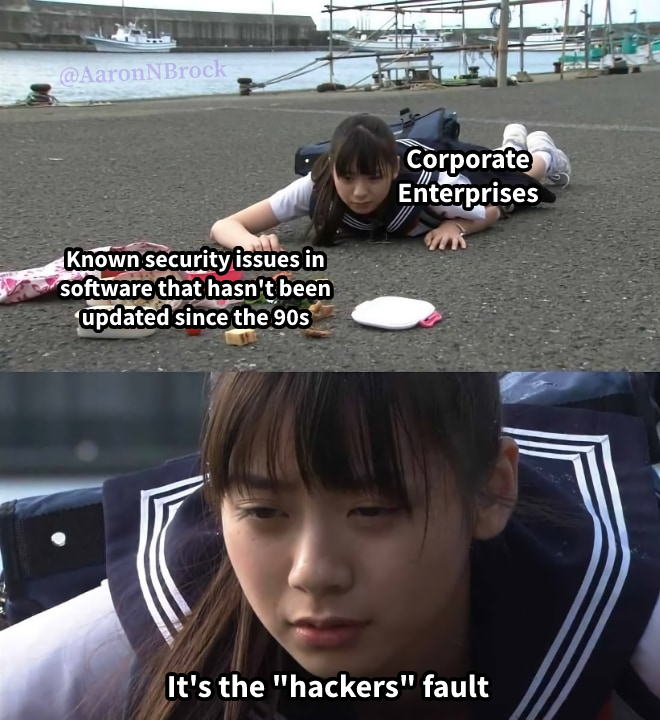 @AaronNBrock
Corporate
Enterprises
Known security issues in
software that hasn't been
updated since the 90s
It's the "hackers" fault